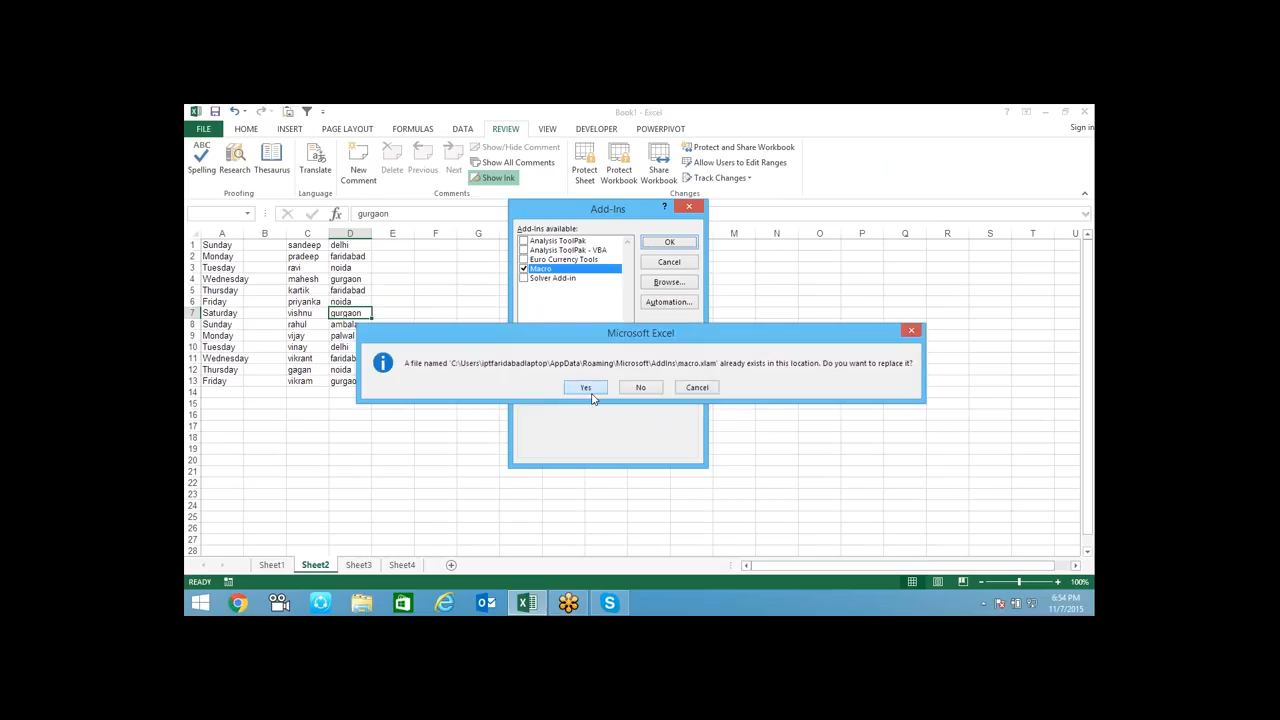 Book1 - Excel
FILE HOME INSERT PAGE LAYOUT FORMULAS DATA REVIEW VIEW DEVELOPER POWERPIVOT Sign in
ABC
Spelling Research Thesaurus Translate New Comment Delete Previous Next
Show/Hide Comment
Show All Comments
Show Ink
Protect Sheet Protect Workbook Share Workbook
Protect and Share Workbook
Allow Users to Edit Ranges
Track Changes
Proofing Language Comments Changes
fx gurgaon
A B C D E F G M N O P Q R S T U
1 Sunday sandeep delhi
2 Monday pradeep faridabad
3 Tuesday ravi noida
4 Wednesday mahesh gurgaon
5 Thursday kartik faridabad
6 Friday priyanka noida
7 Saturday vishnu gurgaon
8 Sunday rahul ambala
9 Monday vijay palwal
10 Tuesday vinay delhi
11 Wednesday vikrant faridab
12 Thursday gagan noida
13 Friday vikram gurgao
14
15
16
17
18
19
20
21
22
23
24
25
26
27
28
Add-Ins ?
Add-Ins available:
Analysis ToolPak
Analysis ToolPak - VBA
Euro Currency Tools
Macro
Solver Add-in
OK
Cancel
Browse...
Automation...
Microsoft Excel
A file named 'C:\Users\iptfaridabadlaptop\AppData\Roaming\Microsoft\AddIns\macro.xlam' already exists in this location. Do you want to replace it?
Yes No Cancel
Sheet1 Sheet2 Sheet3 Sheet4
READY 100%
6:54 PM
11/7/2015